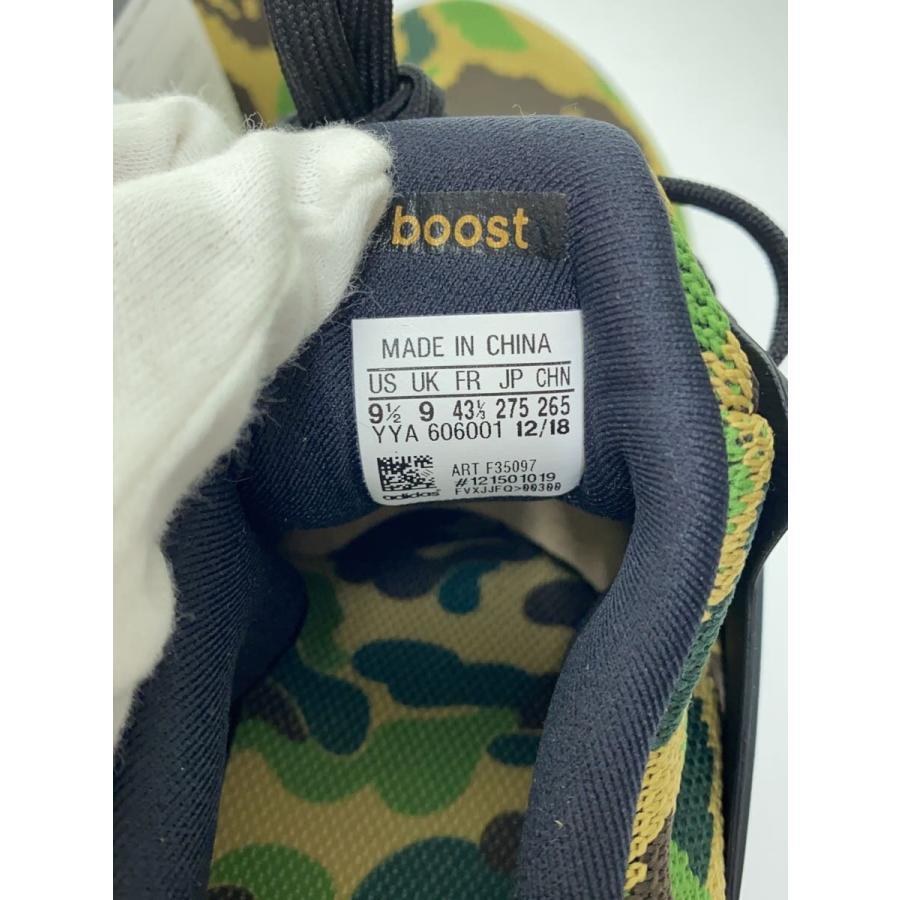 boost
MADE IN CHINA
US UK FR JP CHN
9½ 9 43⅓ 275 265
YYA 606001 12/18
ART F35097
#121501019
adidas FVXJJFQ>00300